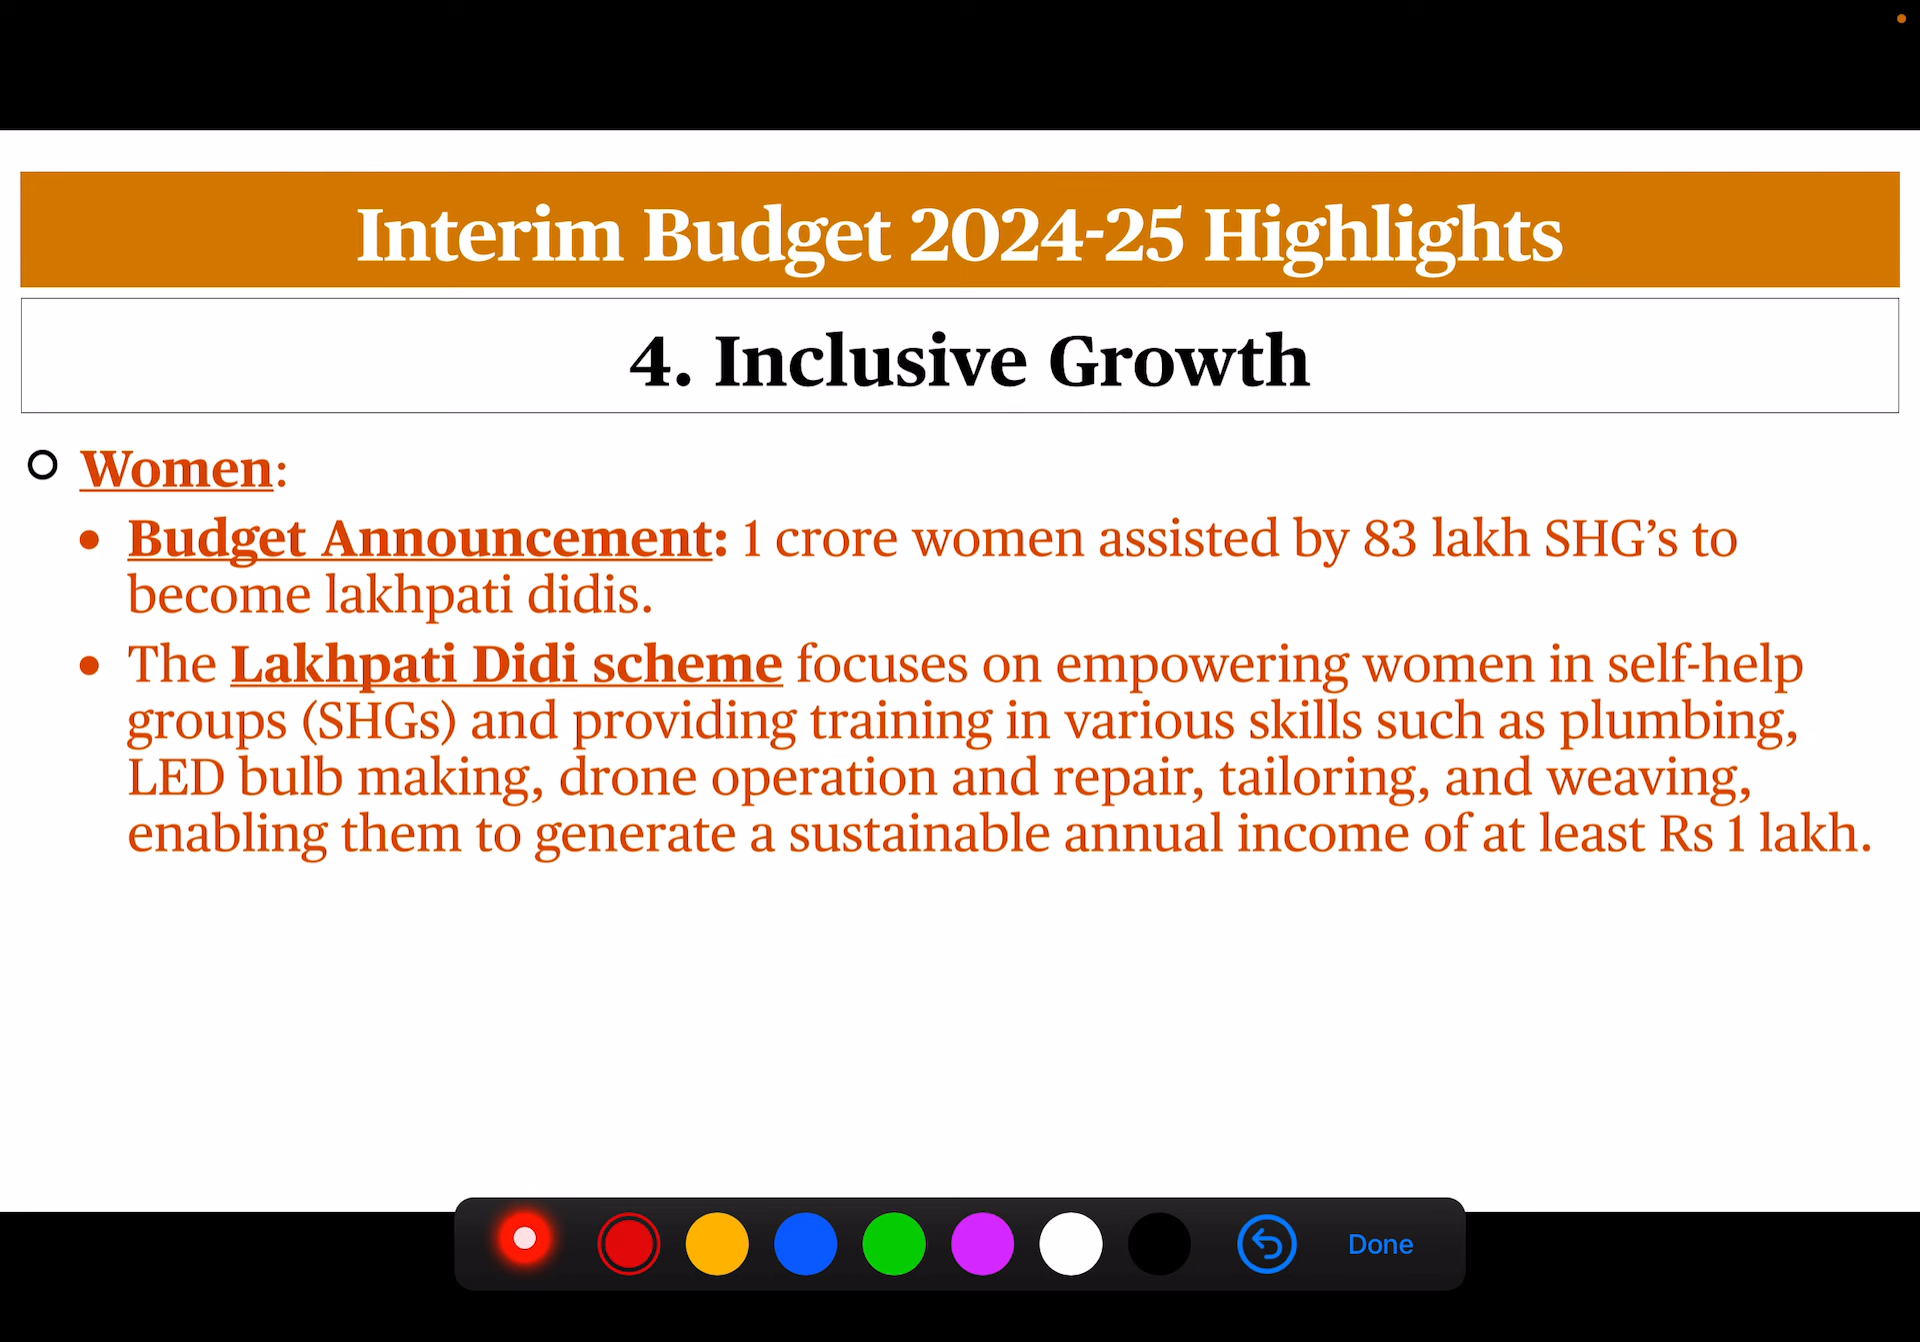 Interim Budget 2024-25 Highlights
4. Inclusive Growth
Women:
Budget Announcement: 1 crore women assisted by 83 lakh SHG’s to
become lakhpati didis.
The Lakhpati Didi scheme focuses on empowering women in self-help
groups (SHGs) and providing training in various skills such as plumbing,
LED bulb making, drone operation and repair, tailoring, and weaving,
enabling them to generate a sustainable annual income of at least Rs 1 lakh.
Done